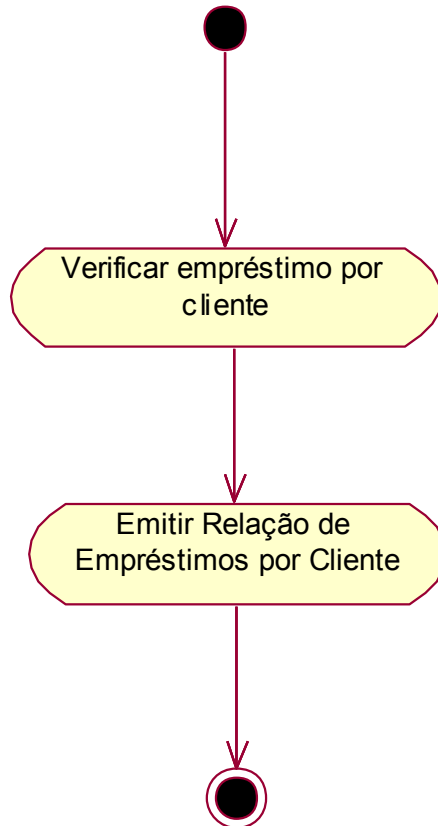 Verificar empréstimo por
cliente
Emitir Relação de
Empréstimos por Cliente